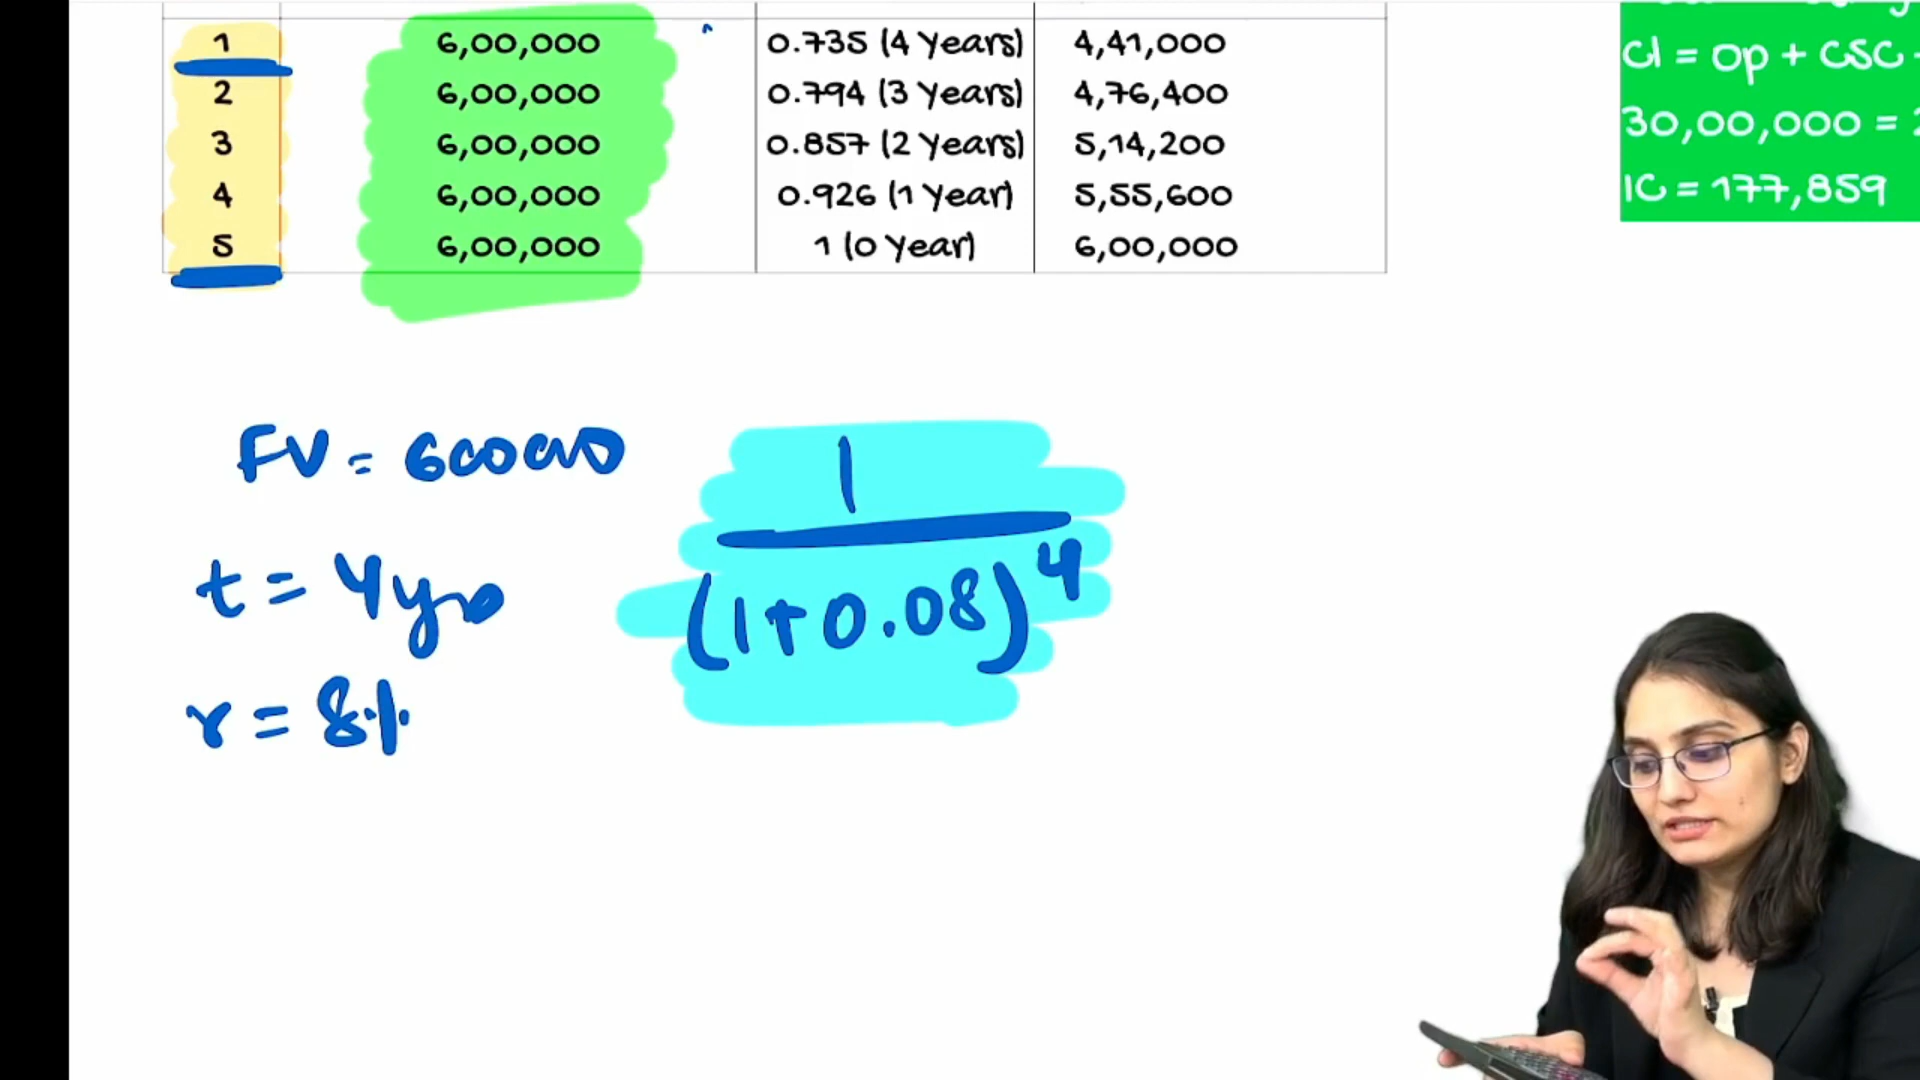 1 6,00,000 0.735 (4 Years) 4,41,000
2 6,00,000 0.794 (3 Years) 4,76,400
3 6,00,000 0.857 (2 Years) 5,14,200
4 6,00,000 0.926 (1 Year) 5,55,600
5 6,00,000 1 (0 Year) 6,00,000
Cl = Op + CSC
30,00,000 =
IC = 177,859
FV = 600000
t = 4yrs
r = 8%
1
(1+0.08)4